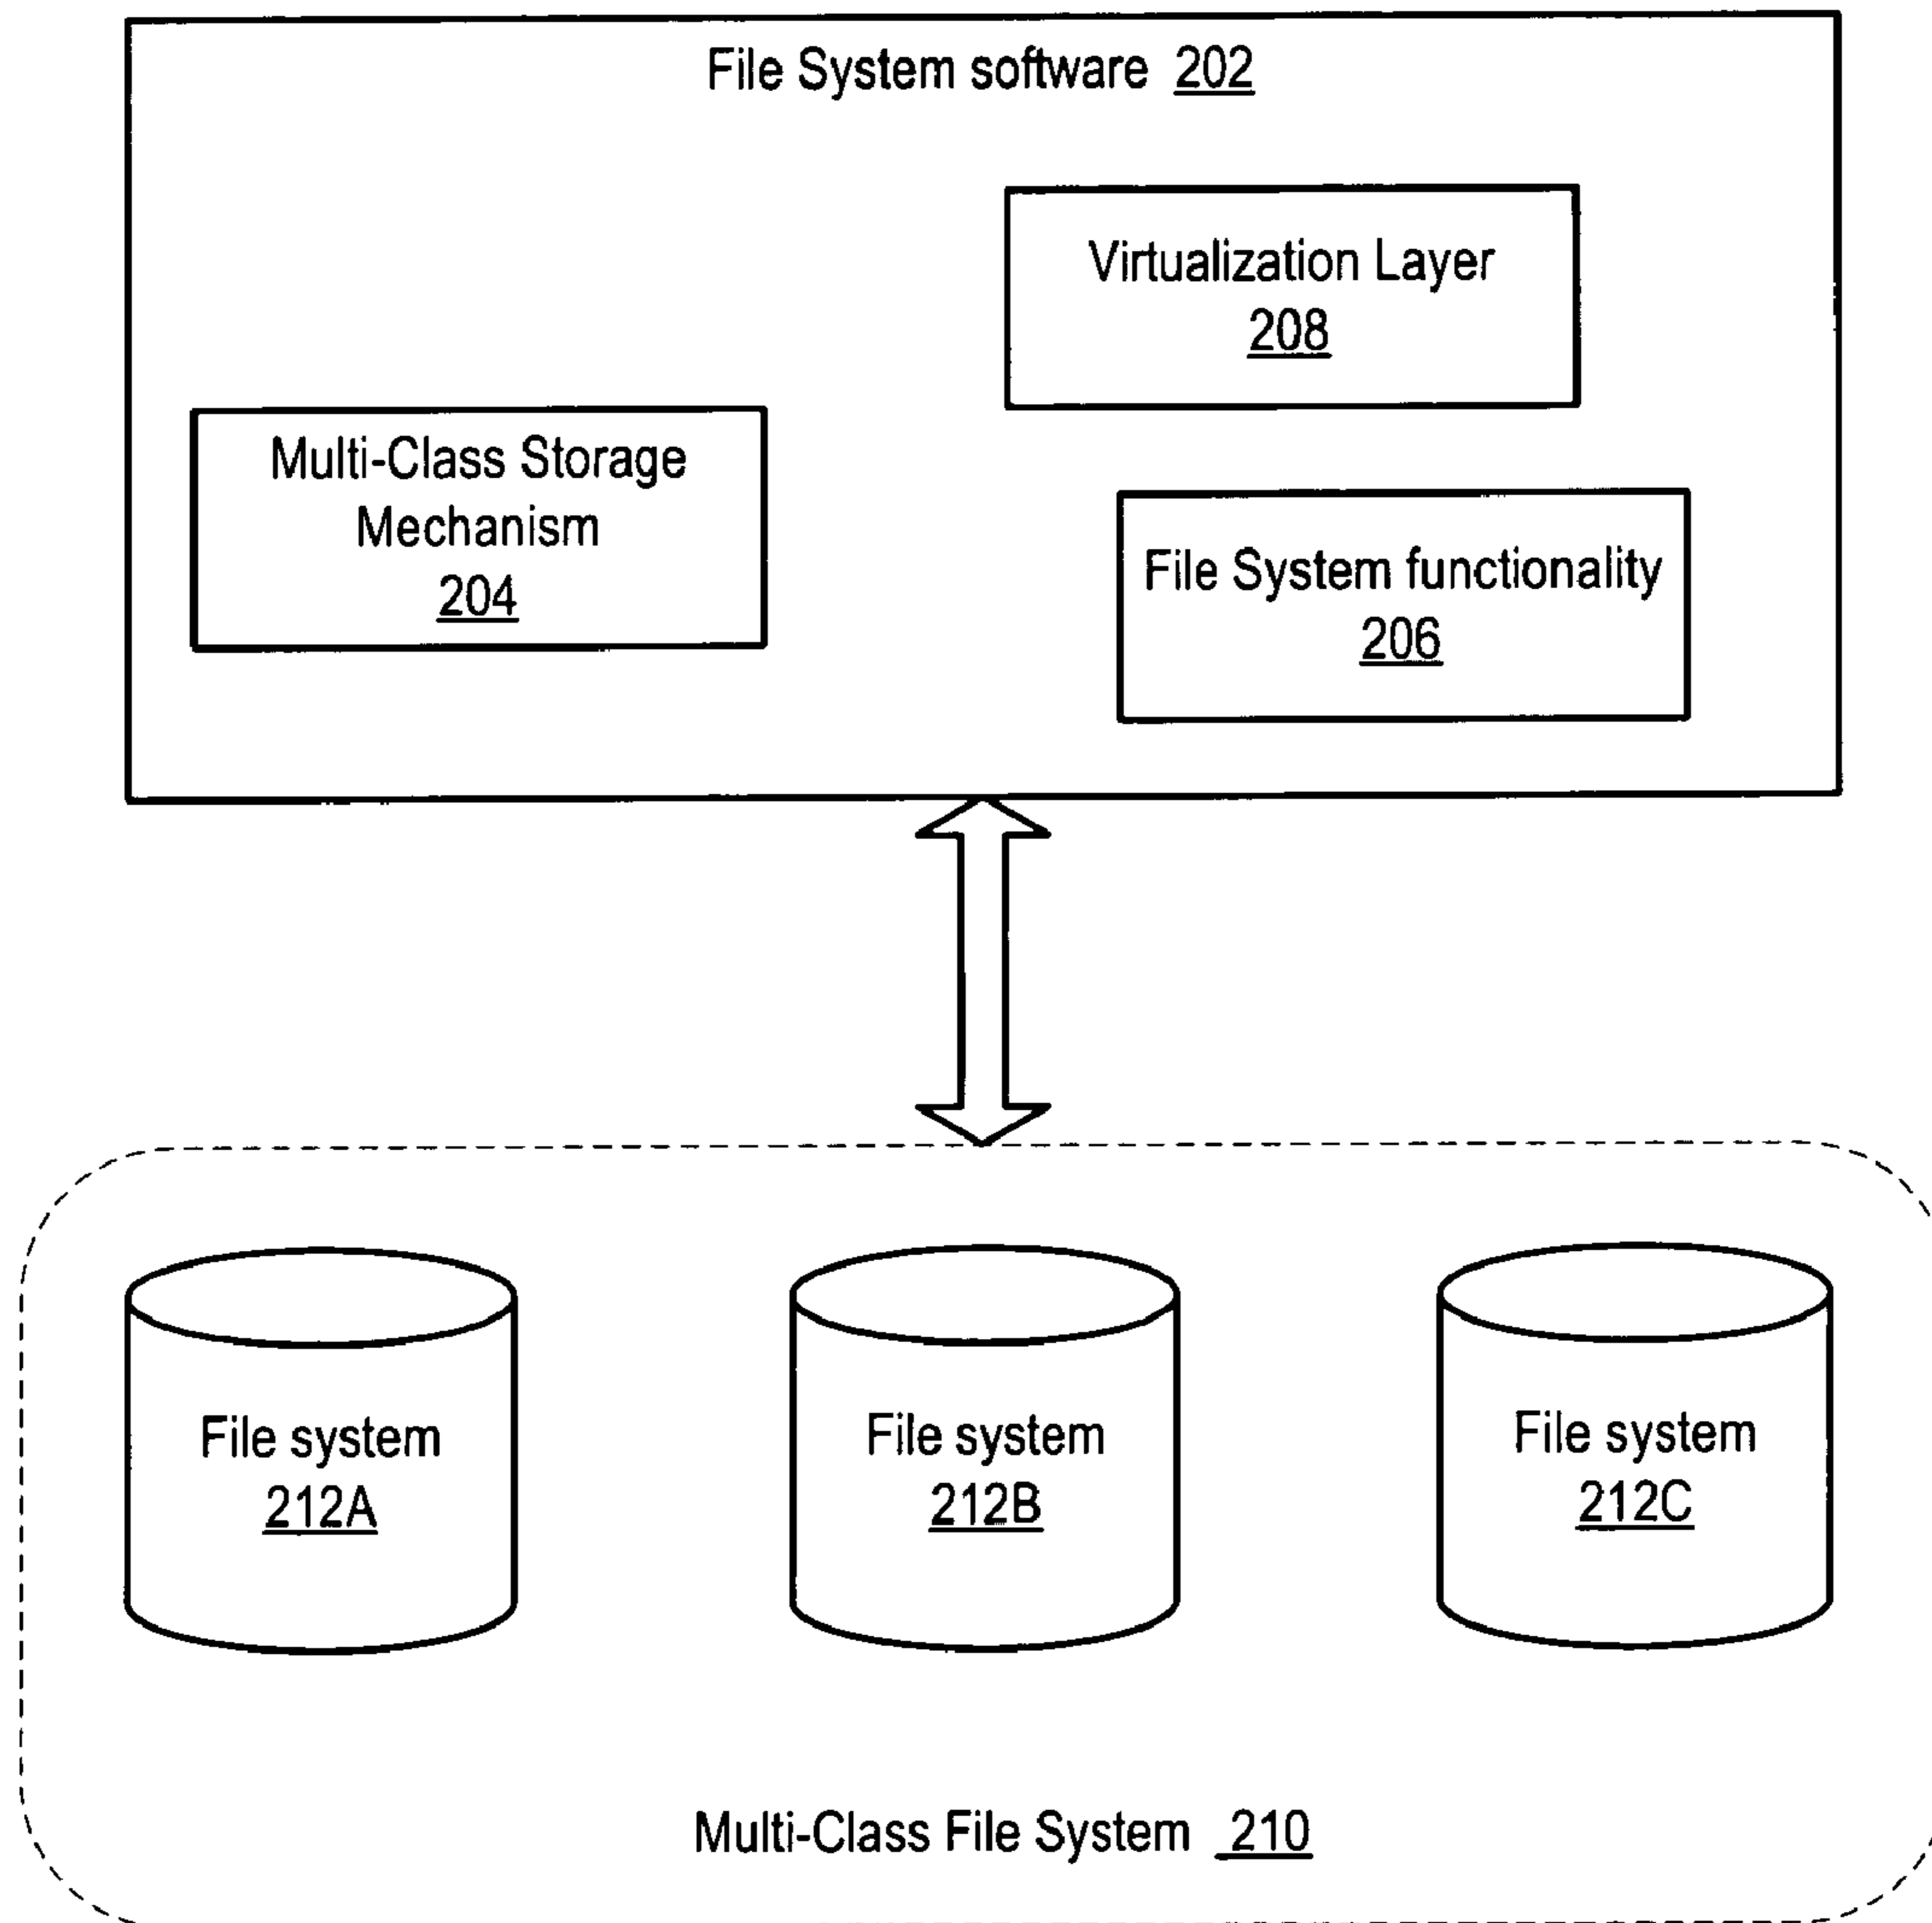 File System software 202
Virtualization Layer
208
Multi-Class Storage
Mechanism
204
File System functionality
206
File system
212A
File system
212B
File system
212C
Multi-Class File System 210